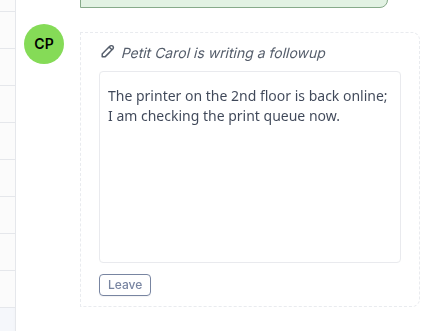 CP
Petit Carol is writing a followup
The printer on the 2nd floor is back online;
I am checking the print queue now.
Leave